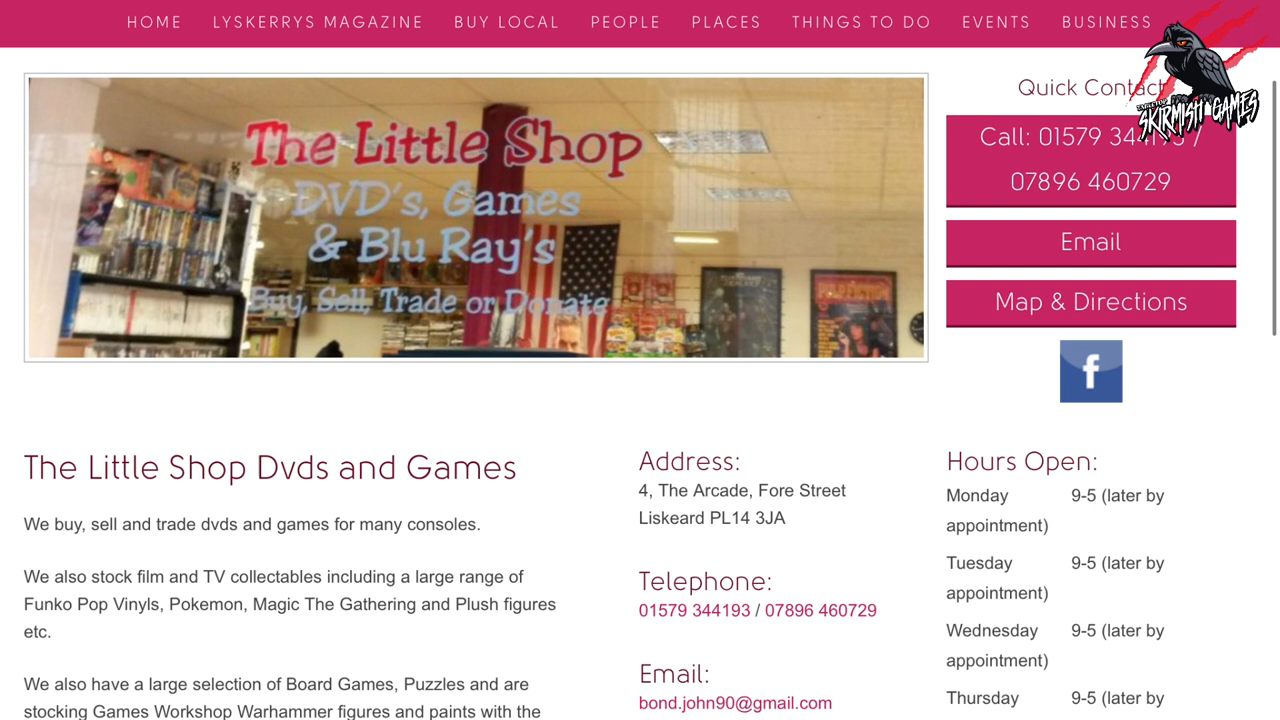 HOME LYSKERRYS MAGAZINE BUY LOCAL PEOPLE PLACES THINGS TO DO EVENTS BUSINESS
The Little Shop
DVD's, Games
& Blu Ray's
Buy, Sell, Trade or Donate
Quick Contact
SKIRMISH GAMES
Call: 01579 344193 /
07896 460729
Email
Map & Directions
f
The Little Shop Dvds and Games
We buy, sell and trade dvds and games for many consoles.
We also stock film and TV collectables including a large range of
Funko Pop Vinyls, Pokemon, Magic The Gathering and Plush figures
etc.
We also have a large selection of Board Games, Puzzles and are
stocking Games Workshop Warhammer figures and paints with the
Address:
4, The Arcade, Fore Street
Liskeard PL14 3JA
Telephone:
01579 344193 / 07896 460729
Email:
bond.john90@gmail.com
Hours Open:
Monday 9-5 (later by
appointment)
Tuesday 9-5 (later by
appointment)
Wednesday 9-5 (later by
appointment)
Thursday 9-5 (later by